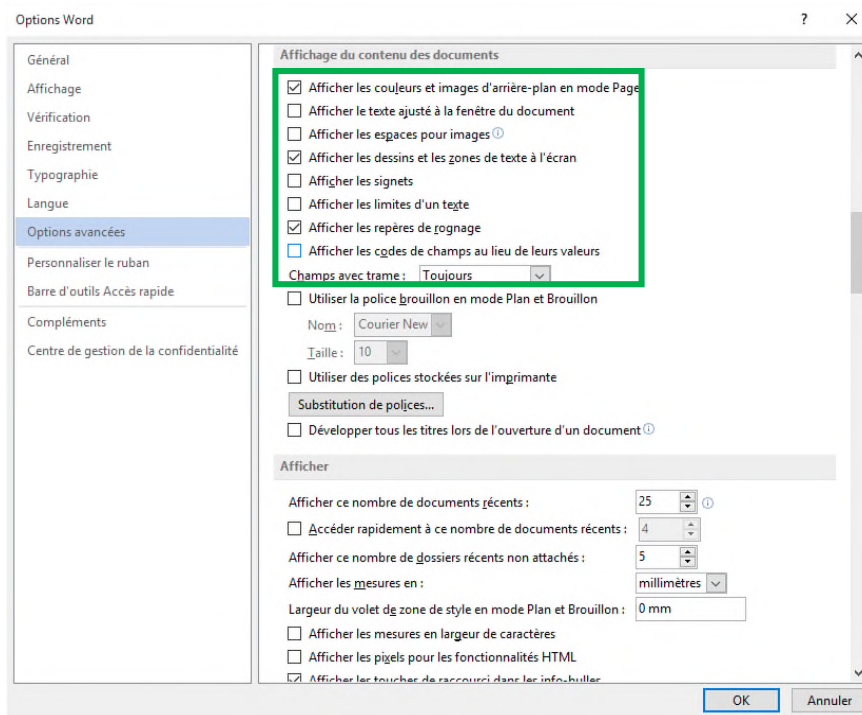 Options Word ? ×
Général
Affichage
Vérification
Enregistrement
Typographie
Langue
Options avancées
Personnaliser le ruban
Barre d'outils Accès rapide
Compléments
Centre de gestion de la confidentialité
Affichage du contenu des documents
Afficher les couleurs et images d'arrière-plan en mode Page
Afficher le texte ajusté à la fenêtre du document
Afficher les espaces pour images
Afficher les dessins et les zones de texte à l'écran
Afficher les signets
Afficher les limites d'un texte
Afficher les repères de rognage
Afficher les codes de champs au lieu de leurs valeurs
Champs avec trame : Toujours
Utiliser la police brouillon en mode Plan et Brouillon
Nom : Courier New
Taille : 10
Utiliser des polices stockées sur l'imprimante
Substitution de polices...
Développer tous les titres lors de l'ouverture d'un document
Afficher
Afficher ce nombre de documents récents : 25
Accéder rapidement à ce nombre de documents récents : 4
Afficher ce nombre de dossiers récents non attachés : 5
Afficher les mesures en : millimètres
Largeur du volet de zone de style en mode Plan et Brouillon : 0 mm
Afficher les mesures en largeur de caractères
Afficher les pixels pour les fonctionnalités HTML
Afficher les touches de raccourci dans les info-bulles
OK Annuler